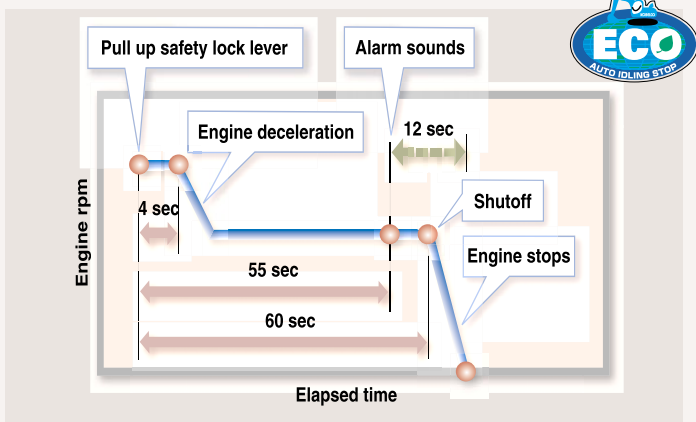 ECO
AUTO IDLING STOP
Pull up safety lock lever
Alarm sounds
Engine deceleration
12 sec
4 sec
Shutoff
Engine stops
55 sec
60 sec
Engine rpm
Elapsed time